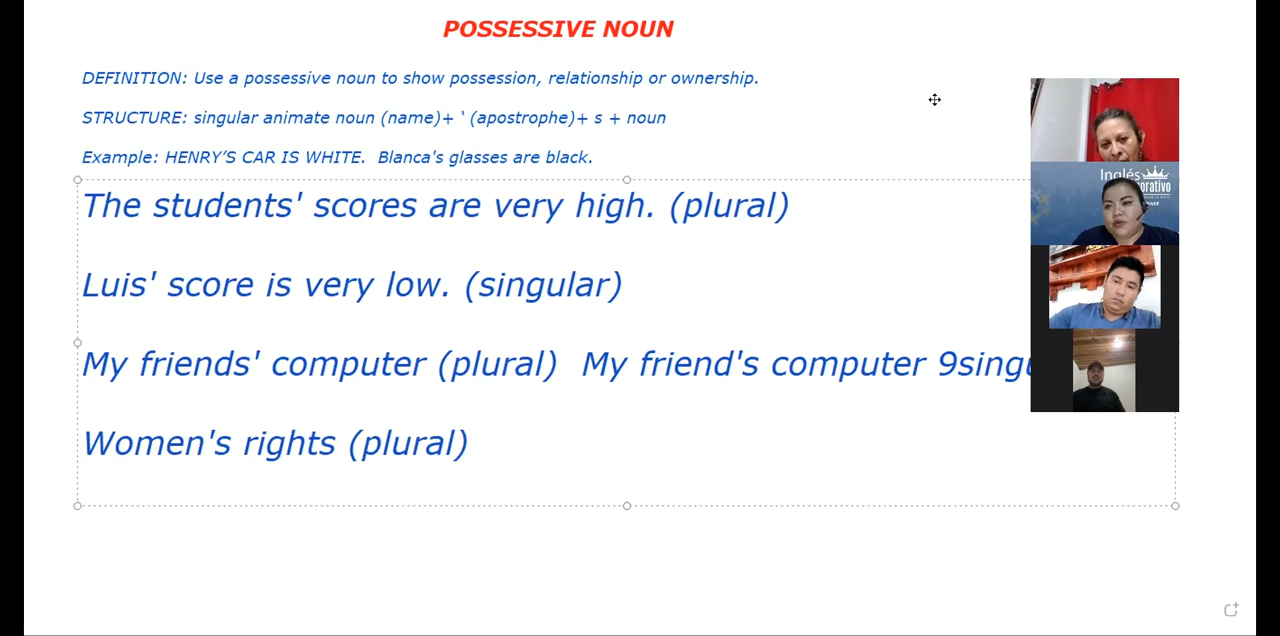 POSSESSIVE NOUN
DEFINITION: Use a possessive noun to show possession, relationship or ownership.
STRUCTURE: singular animate noun (name)+ ‘ (apostrophe)+ s + noun
Example: HENRY’S CAR IS WHITE.  Blanca's glasses are black.
The students' scores are very high. (plural)
Luis' score is very low. (singular)
My friends' computer (plural)  My friend's computer 9singu
Women's rights (plural)
Inglés
orativo